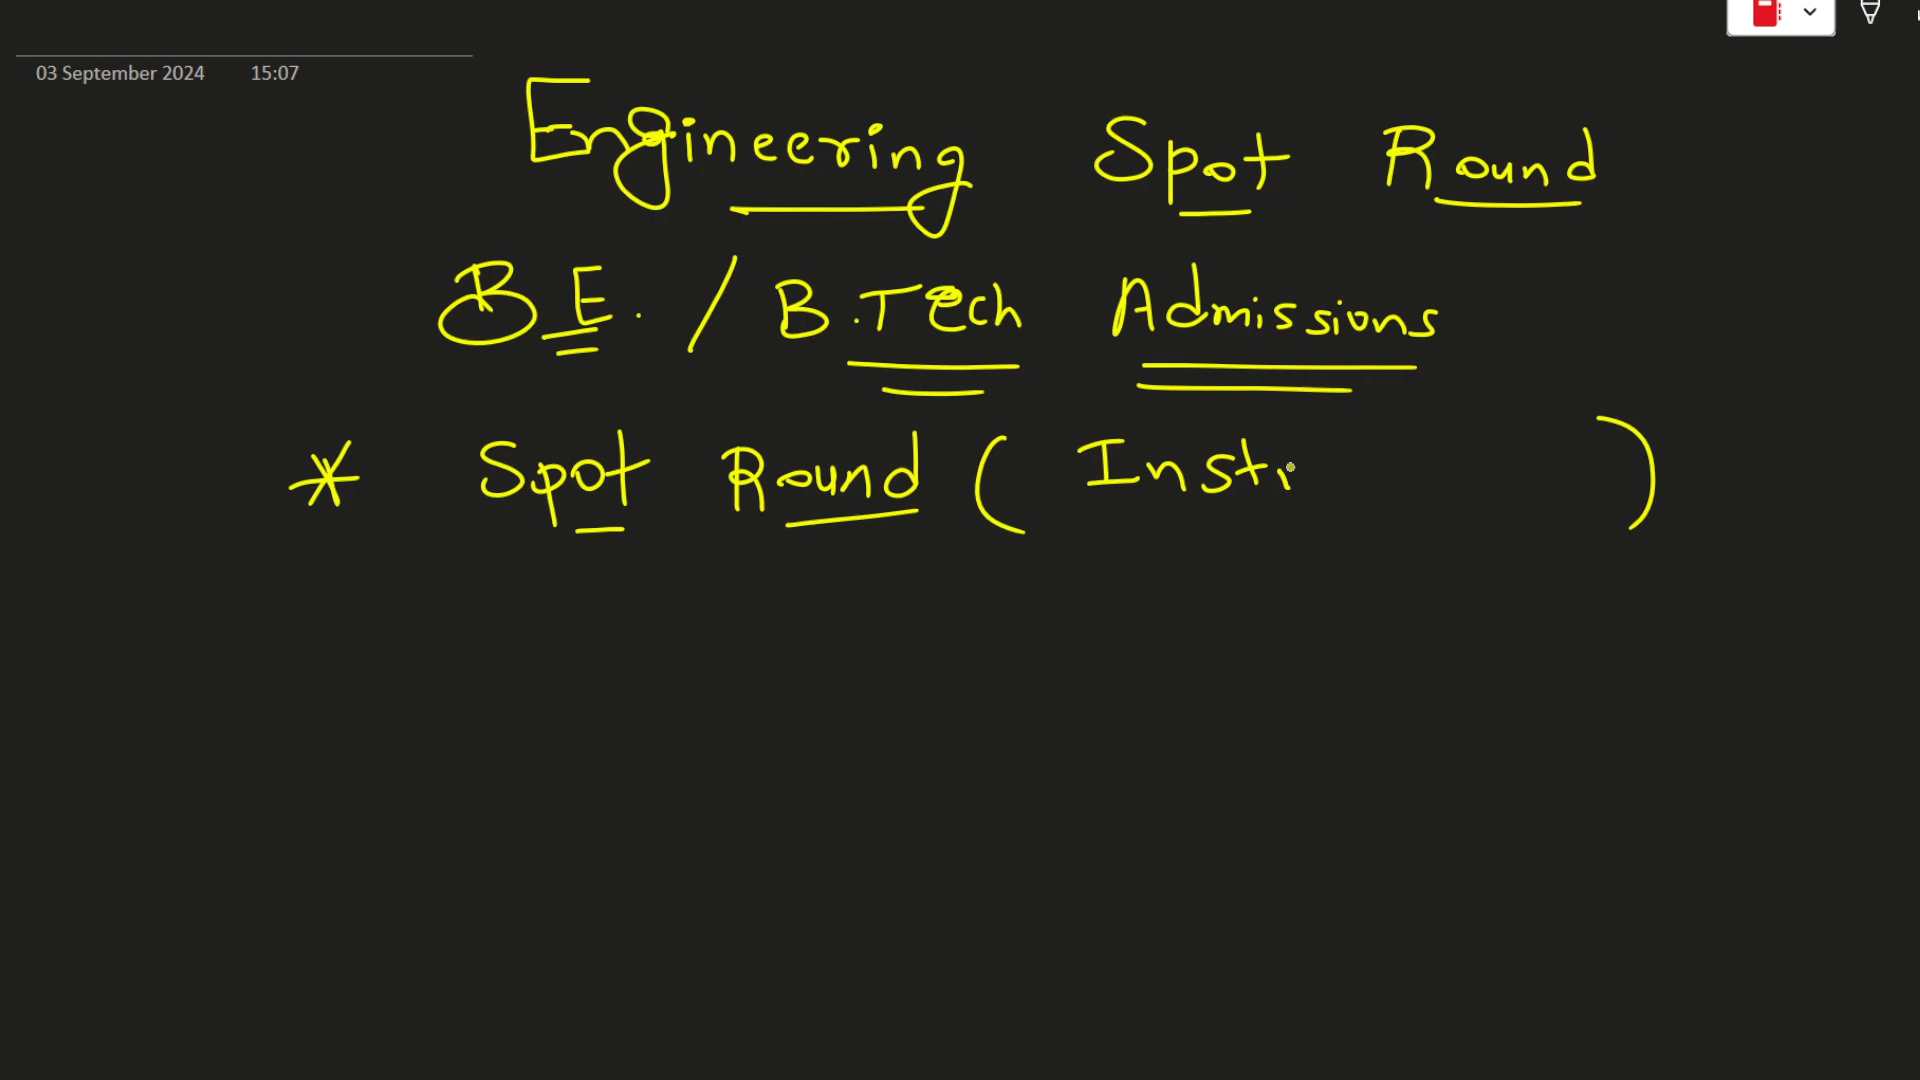 03 September 2024 15:07
Engineering Spot Round
B.E. / B.Tech Admissions
* Spot Round ( Insti )